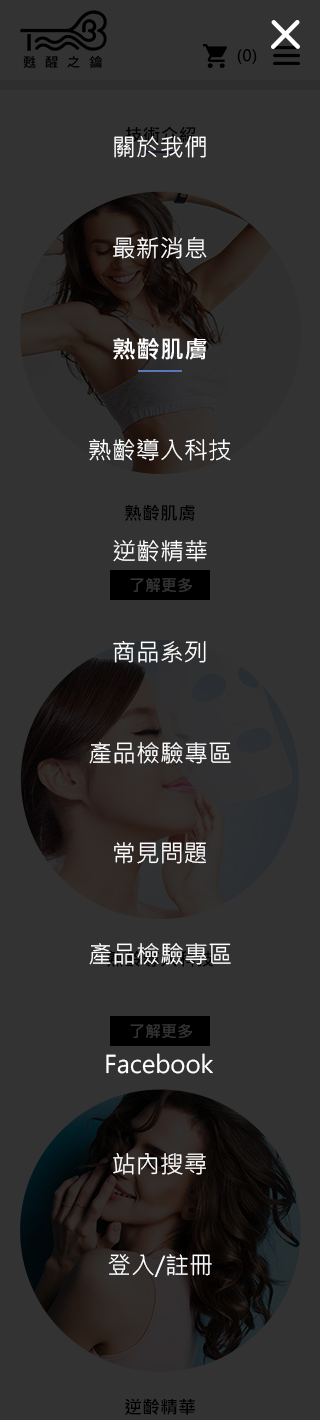 甦醒之鑰
(0)
技術介紹
關於我們
最新消息
熟齡肌膚
熟齡導入科技
熟齡肌膚
逆齡精華
了解更多
商品系列
產品檢驗專區
常見問題
產品檢驗專區
了解更多
Facebook
站內搜尋
登入/註冊
逆齡精華